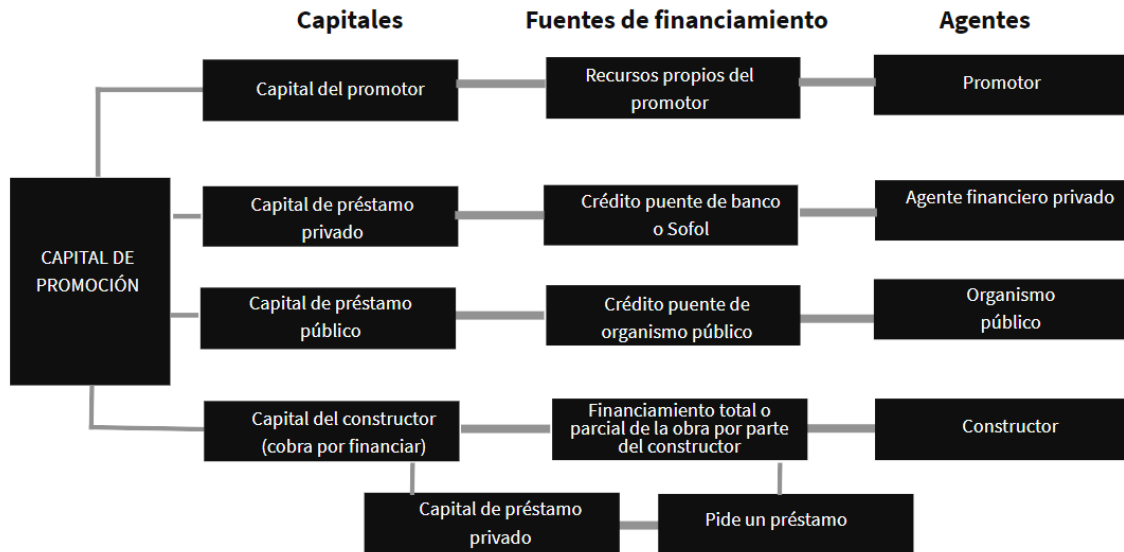 Capitales
Fuentes de financiamiento
Agentes
Capital del promotor
Recursos propios del
promotor
Promotor
CAPITAL DE
PROMOCIÓN
Capital de préstamo
privado
Crédito puente de banco
o Sofol
Agente financiero privado
Capital de préstamo
público
Crédito puente de
organismo público
Organismo
público
Capital del constructor
(cobra por financiar)
Financiamiento total o
parcial de la obra por parte
del constructor
Constructor
Capital de préstamo
privado
Pide un préstamo